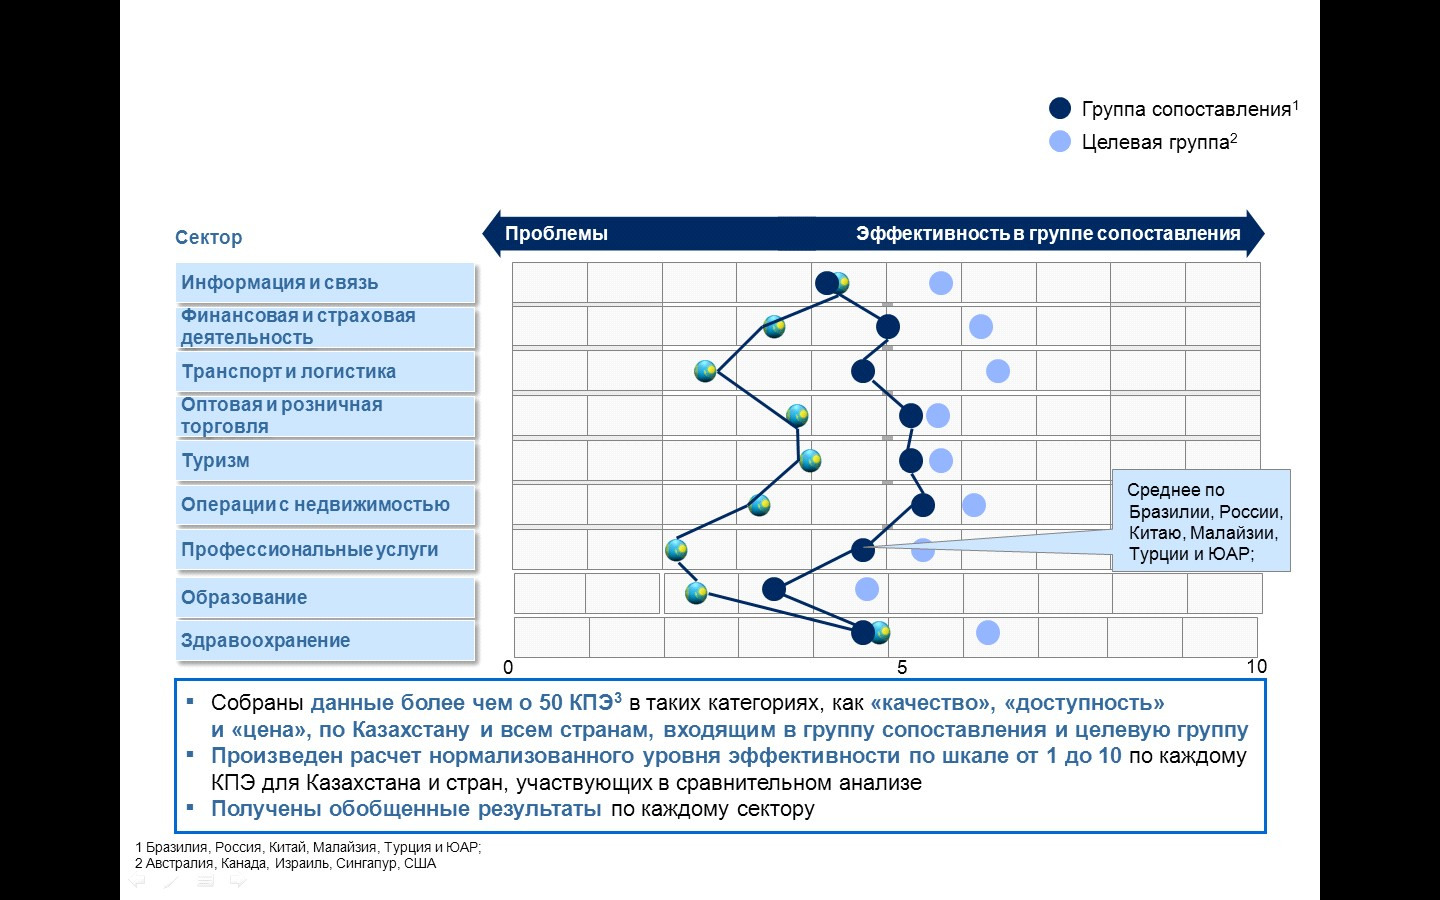 Группа сопоставления1
Целевая группа2
Сектор
Проблемы
Эффективность в группе сопоставления
Информация и связь
Финансовая и страховая
деятельность
Транспорт и логистика
Оптовая и розничная
торговля
Туризм
Операции с недвижимостью
Профессиональные услуги
Образование
Здравоохранение
Среднее по
Бразилии, России,
Китаю, Малайзии,
Турции и ЮАР;
0
5
10
▪ Собраны данные более чем о 50 КПЭ3 в таких категориях, как «качество», «доступность»
и «цена», по Казахстану и всем странам, входящим в группу сопоставления и целевую группу
▪ Произведен расчет нормализованного уровня эффективности по шкале от 1 до 10 по каждому
КПЭ для Казахстана и стран, участвующих в сравнительном анализе
▪ Получены обобщенные результаты по каждому сектору
1 Бразилия, Россия, Китай, Малайзия, Турция и ЮАР;
2 Австралия, Канада, Израиль, Сингапур, США